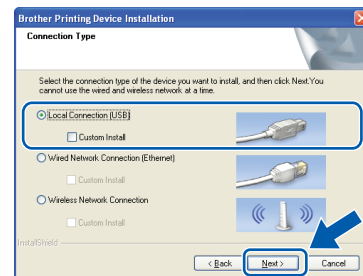 Brother Printing Device Installation
Connection Type
Select the connection type of the device you want to install, and then click Next.You
cannot use the wired and wireless network at a time.
Local Connection (USB)
Custom Install
Wired Network Connection (Ethernet)
Custom Install
Wireless Network Connection
Custom Install
InstallShield
< Back
Next >
Cancel